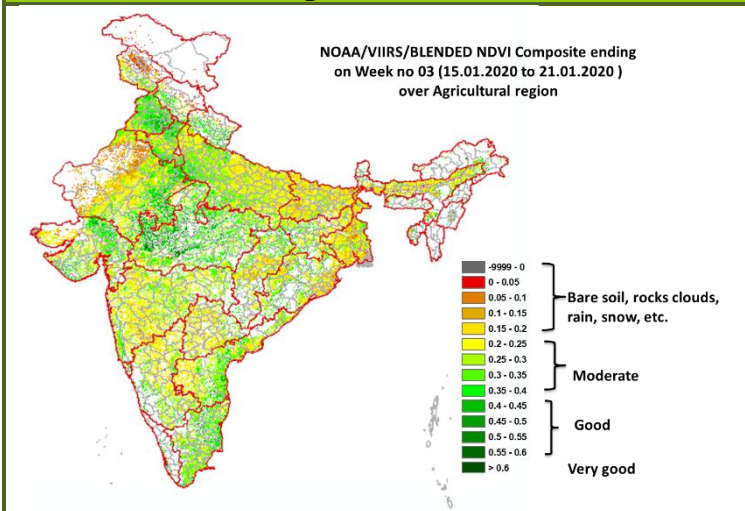 NOAA/VIIRS/BLENDED NDVI Composite ending
on Week no 03 (15.01.2020 to 21.01.2020 )
over Agricultural region
-9999 - 0
0 - 0.05
0.05 - 0.1
0.1 - 0.15
0.15 - 0.2
0.2 - 0.25
0.25 - 0.3
0.3 - 0.35
0.35 - 0.4
0.4 - 0.45
0.45 - 0.5
0.5 - 0.55
0.55 - 0.6
> 0.6
Bare soil, rocks clouds,
rain, snow, etc.
Moderate
Good
Very good